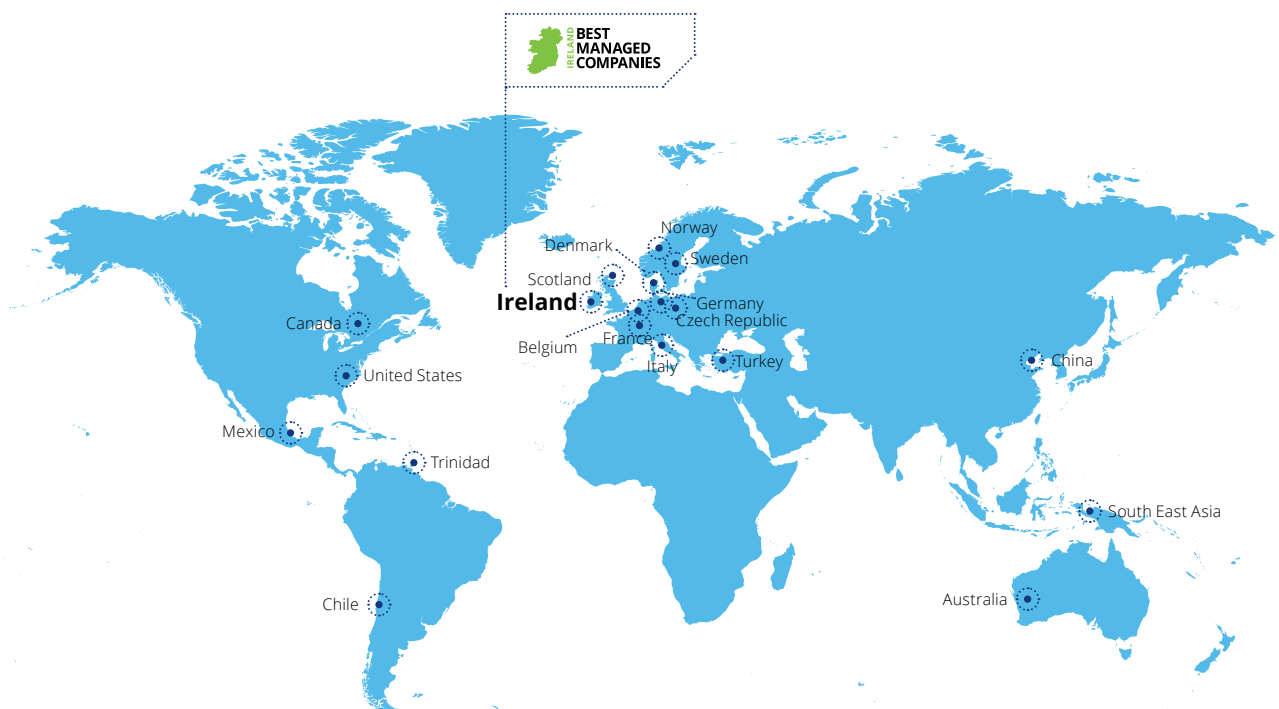 IRELAND
BEST
MANAGED
COMPANIES
Norway
Denmark
Sweden
Scotland
Ireland
Germany
Czech Republic
Canada
France
Belgium
Italy
Turkey
China
United States
Mexico
Trinidad
South East Asia
Chile
Australia